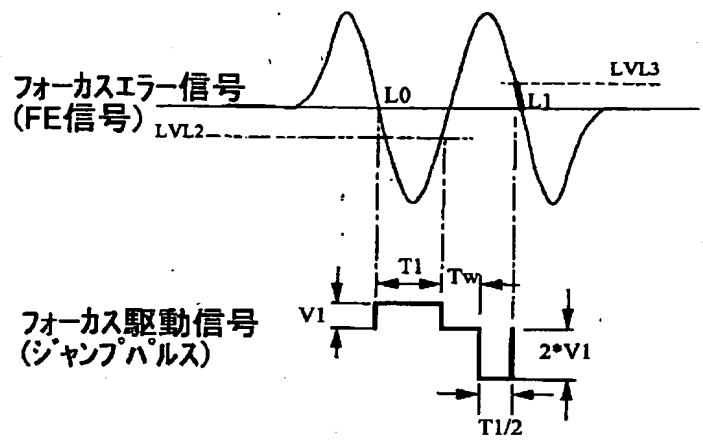 フォーカスエラー信号
(FE信号)
LVL3
L0
L1
LVL2
T1
Tw
V1
フォーカス駆動信号
(ジャンプパルス)
2*V1
T1/2